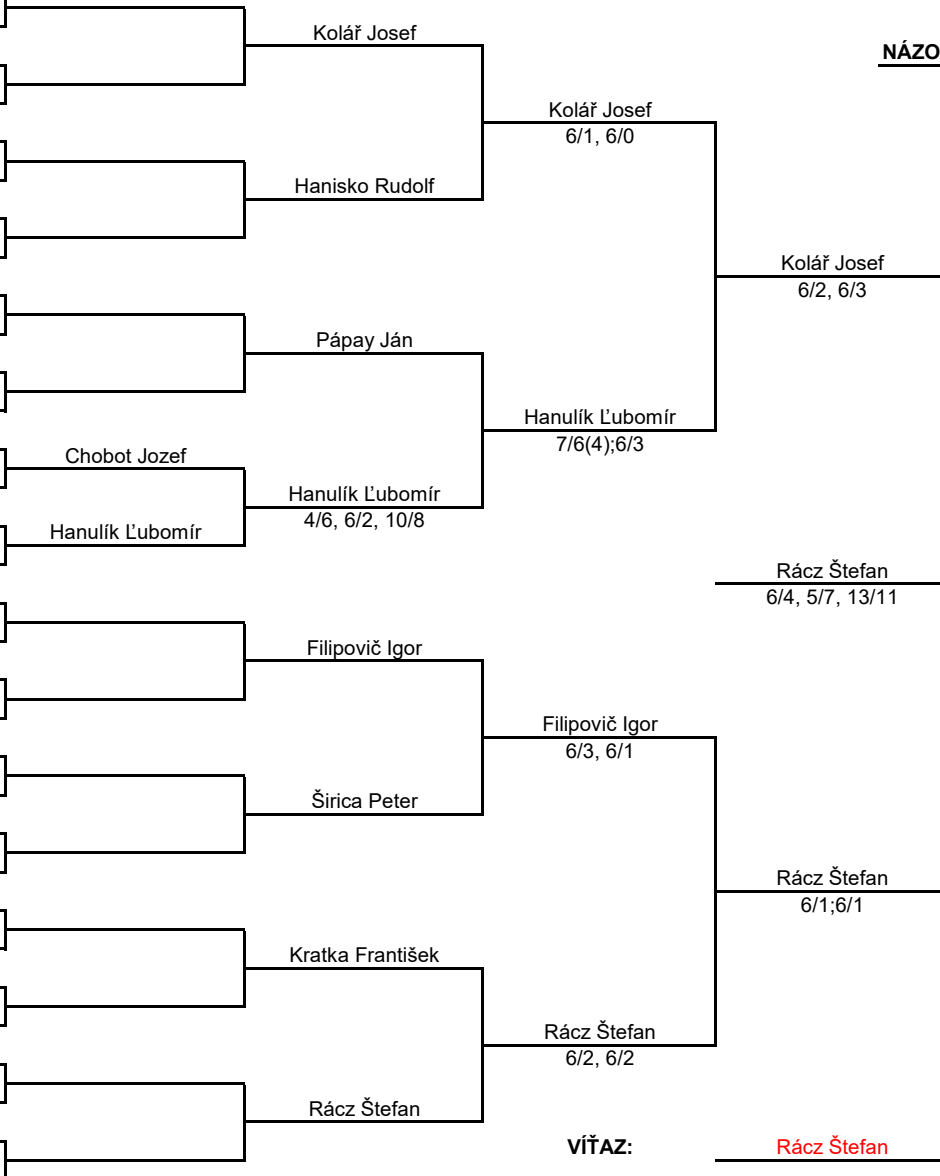 Kolář Josef
NÁZO
Kolář Josef
6/1, 6/0
Hanisko Rudolf
Kolář Josef
6/2, 6/3
Pápay Ján
Hanulík Ľubomír
7/6(4);6/3
Chobot Jozef
Hanulík Ľubomír
4/6, 6/2, 10/8
Hanulík Ľubomír
Rácz Štefan
6/4, 5/7, 13/11
Filipovič Igor
Filipovič Igor
6/3, 6/1
Širica Peter
Rácz Štefan
6/1;6/1
Kratka František
Rácz Štefan
6/2, 6/2
Rácz Štefan
VÍŤAZ:
Rácz Štefan